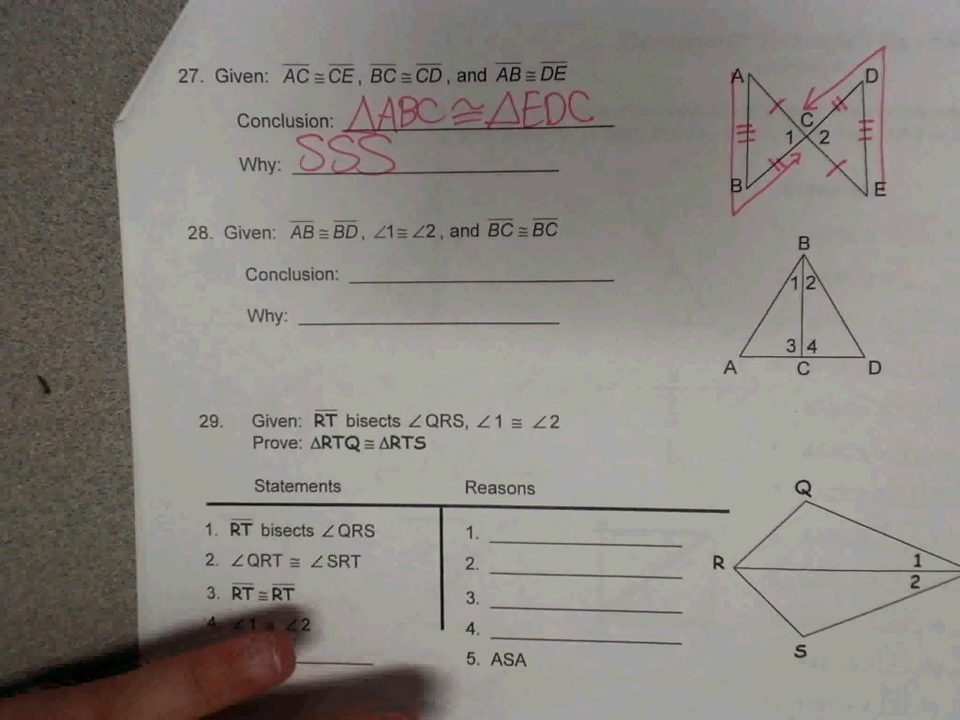 27. Given: AC ≅ CE, BC ≅ CD, and AB ≅ DE
Conclusion: ΔABC ≅ ΔEDC
Why: SSS
A
D
C
1 2
B
E
28. Given: AB ≅ BD, ∠1 ≅ ∠2, and BC ≅ BC
Conclusion:
Why:
B
1 2
3 4
A C D
29. Given: RT bisects ∠QRS, ∠1 ≅ ∠2
Prove: ΔRTQ ≅ ΔRTS
Statements Reasons
1. RT bisects ∠QRS 1.
2. ∠QRT ≅ ∠SRT 2.
3. RT ≅ RT 3.
4. ∠1 ≅ ∠2 4.
5. ASA
Q
R
1
2
S